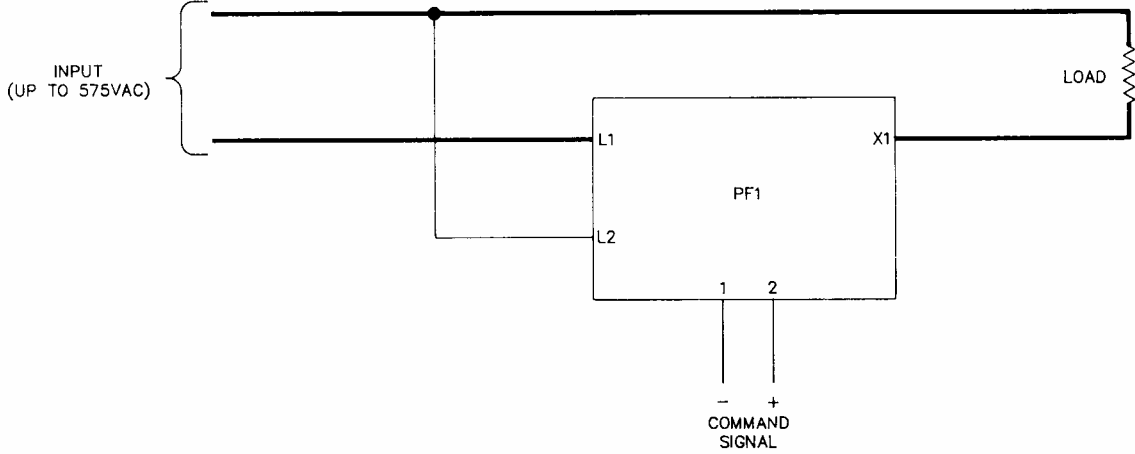 INPUT
(UP TO 575VAC)
LOAD
L1
X1
PF1
L2
1
2
−
+
COMMAND
SIGNAL